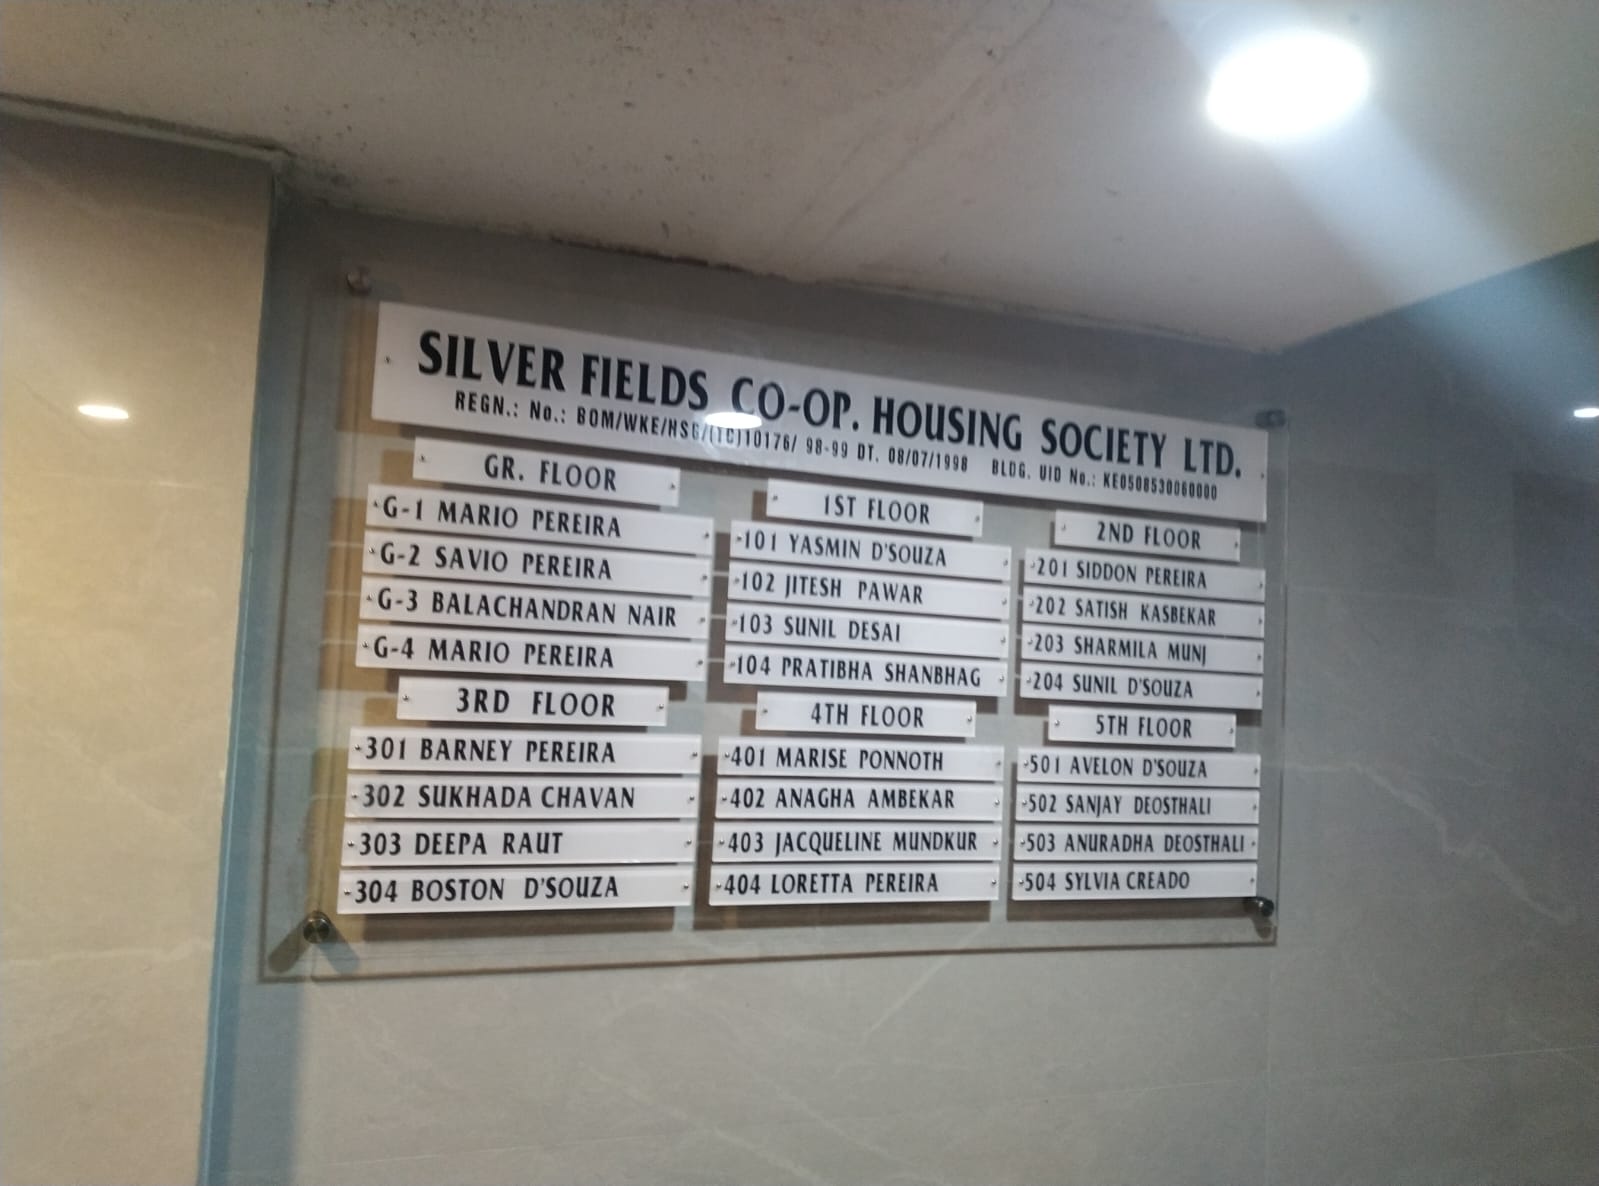 SILVER FIELDS CO-OP. HOUSING SOCIETY LTD.
REGN.: No.: BOM/WKE/HSG/(TC)10176/ 98-99 DT. 08/07/1998 BLDG. UID No.: KE0508530060000
GR. FLOOR
G-1 MARIO PEREIRA
G-2 SAVIO PEREIRA
G-3 BALACHANDRAN NAIR
G-4 MARIO PEREIRA
1ST FLOOR
101 YASMIN D'SOUZA
102 JITESH PAWAR
103 SUNIL DESAI
104 PRATIBHA SHANBHAG
2ND FLOOR
201 SIDDON PEREIRA
202 SATISH KASBEKAR
203 SHARMILA MUNJ
204 SUNIL D'SOUZA
3RD FLOOR
301 BARNEY PEREIRA
302 SUKHADA CHAVAN
303 DEEPA RAUT
304 BOSTON D'SOUZA
4TH FLOOR
401 MARISE PONNOTH
402 ANAGHA AMBEKAR
403 JACQUELINE MUNDKUR
404 LORETTA PEREIRA
5TH FLOOR
501 AVELON D'SOUZA
502 SANJAY DEOSTHALI
503 ANURADHA DEOSTHALI
504 SYLVIA CREADO